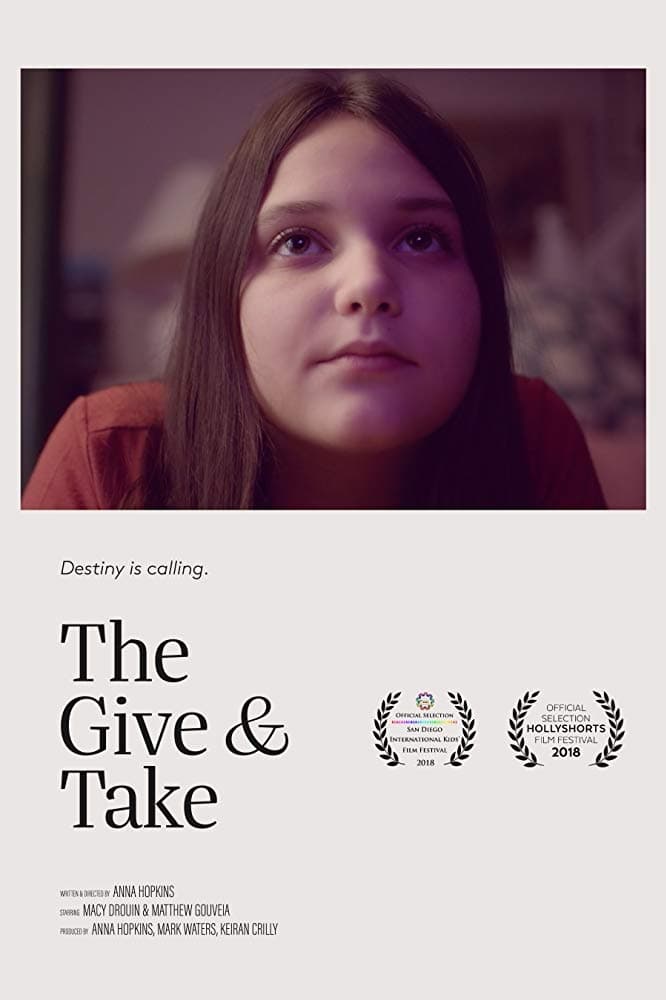 Destiny is calling.
The
Give &
Take
OFFICIAL SELECTION
SAN DIEGO
INTERNATIONAL KIDS'
FILM FESTIVAL
2018
OFFICIAL
SELECTION
HOLLYSHORTS
FILM FESTIVAL
2018
WRITTEN & DIRECTED BY ANNA HOPKINS
STARRING MACY DROUIN & MATTHEW GOUVEIA
PRODUCED BY ANNA HOPKINS, MARK WATERS, KEIRAN CRILLY